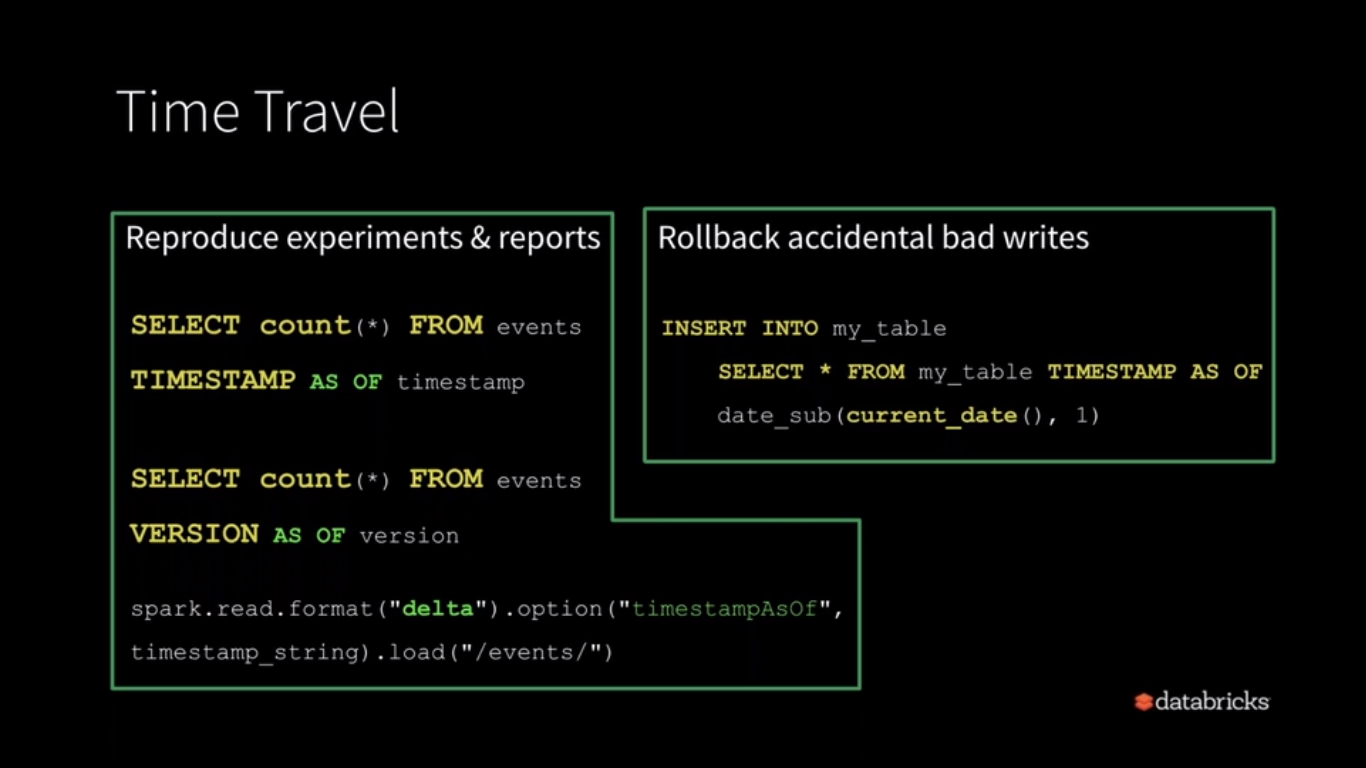 Time Travel
Reproduce experiments & reports
SELECT count(*) FROM events
TIMESTAMP AS OF timestamp
SELECT count(*) FROM events
VERSION AS OF version
spark.read.format("delta").option("timestampAsOf",
timestamp_string).load("/events/")
Rollback accidental bad writes
INSERT INTO my_table
SELECT * FROM my_table TIMESTAMP AS OF
date_sub(current_date(), 1)
databricks